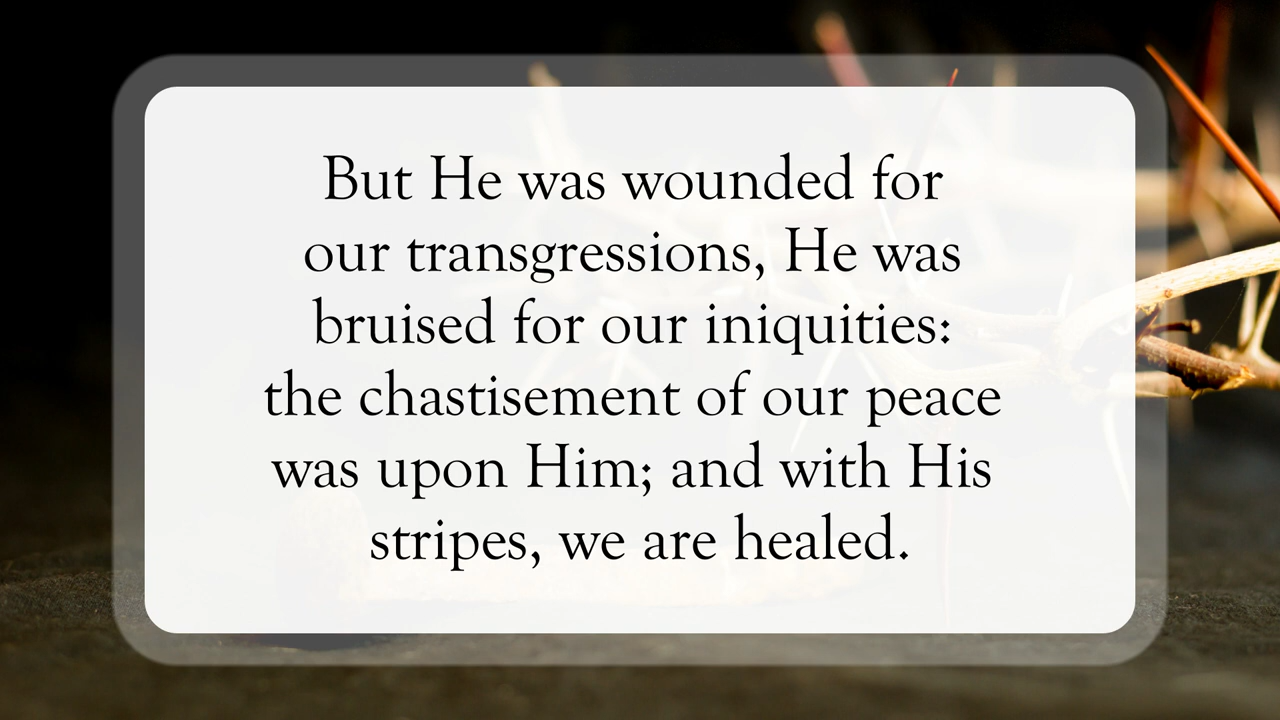 But He was wounded for
our transgressions, He was
bruised for our iniquities:
the chastisement of our peace
was upon Him; and with His
stripes, we are healed.